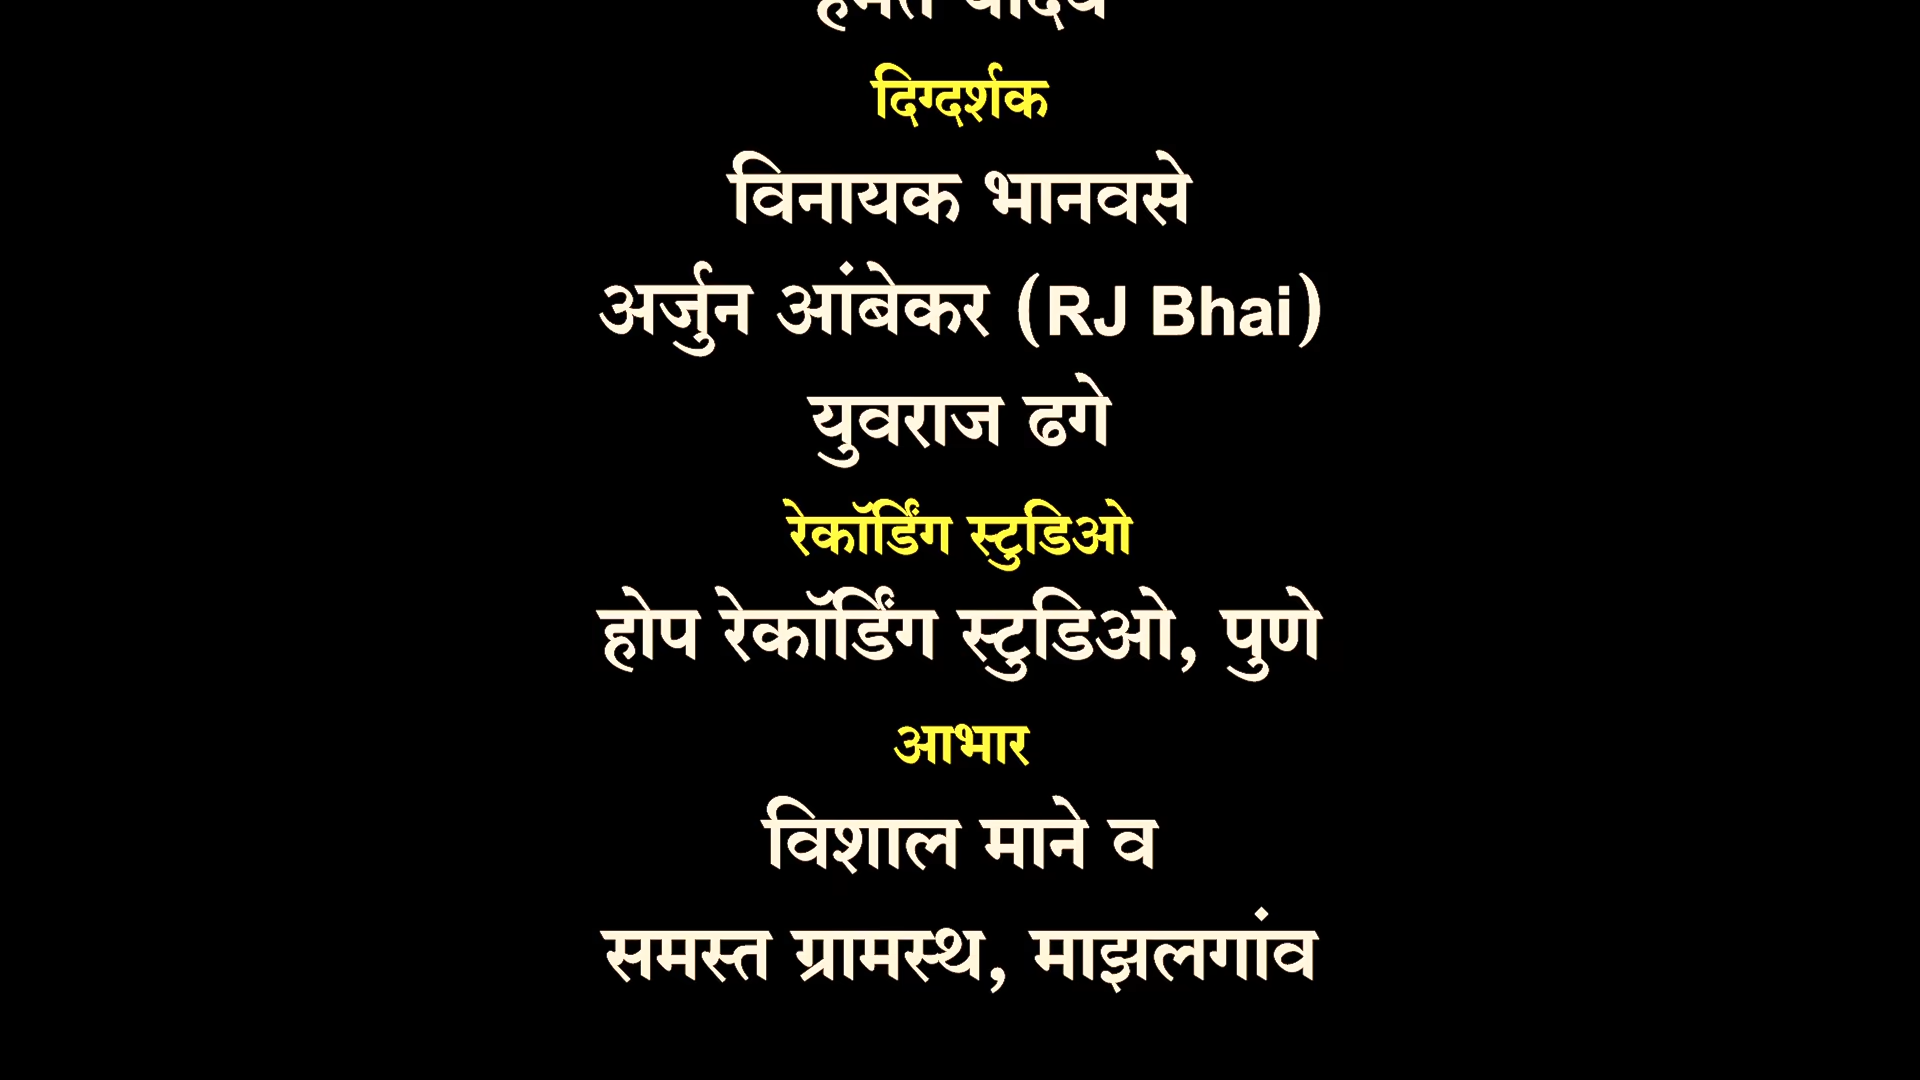 दिग्दर्शक
विनायक भानवसे
अर्जुन आंबेकर (RJ Bhai)
युवराज ढगे
रेकॉर्डिंग स्टुडिओ
होप रेकॉर्डिंग स्टुडिओ, पुणे
आभार
विशाल माने व
समस्त ग्रामस्थ, माझलगांव